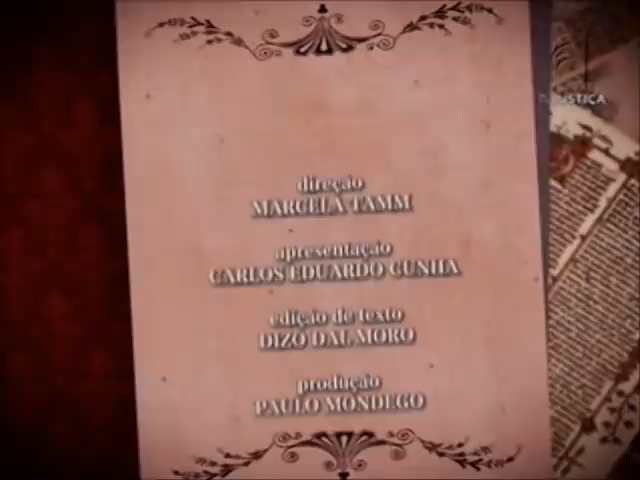 direção
MARCELA TAMM
apresentação
CARLOS EDUARDO CUNHA
edição de texto
DIZO DAL MORO
produção
PAULO MONDEGO